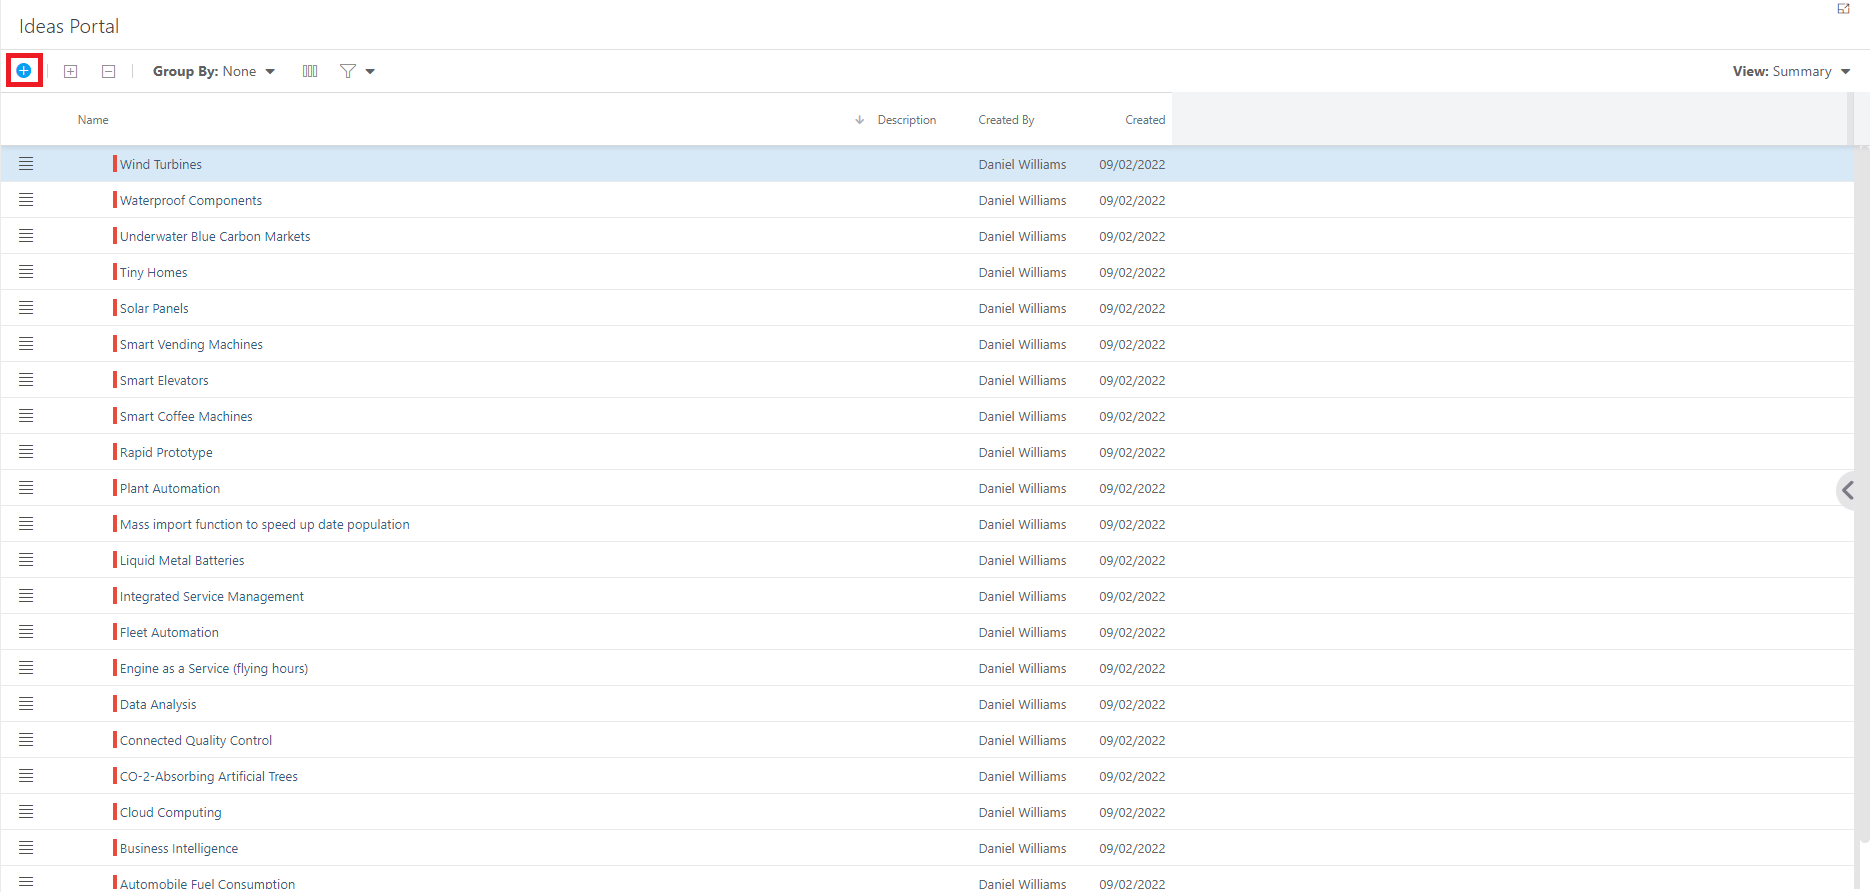 Ideas Portal
Group By: None
View: Summary
Name Description Created By Created
Wind Turbines Daniel Williams 09/02/2022
Waterproof Components Daniel Williams 09/02/2022
Underwater Blue Carbon Markets Daniel Williams 09/02/2022
Tiny Homes Daniel Williams 09/02/2022
Solar Panels Daniel Williams 09/02/2022
Smart Vending Machines Daniel Williams 09/02/2022
Smart Elevators Daniel Williams 09/02/2022
Smart Coffee Machines Daniel Williams 09/02/2022
Rapid Prototype Daniel Williams 09/02/2022
Plant Automation Daniel Williams 09/02/2022
Mass import function to speed up date population Daniel Williams 09/02/2022
Liquid Metal Batteries Daniel Williams 09/02/2022
Integrated Service Management Daniel Williams 09/02/2022
Fleet Automation Daniel Williams 09/02/2022
Engine as a Service (flying hours) Daniel Williams 09/02/2022
Data Analysis Daniel Williams 09/02/2022
Connected Quality Control Daniel Williams 09/02/2022
CO-2-Absorbing Artificial Trees Daniel Williams 09/02/2022
Cloud Computing Daniel Williams 09/02/2022
Business Intelligence Daniel Williams 09/02/2022
Automobile Fuel Consumption Daniel Williams 09/02/2022